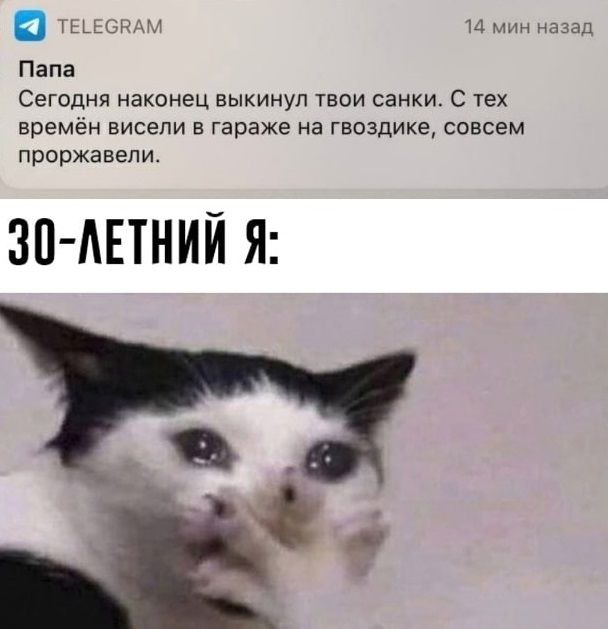 TELEGRAM 14 мин назад
Папа
Сегодня наконец выкинул твои санки. С тех
времён висели в гараже на гвоздике, совсем
проржавели.
30-ЛЕТНИЙ Я: